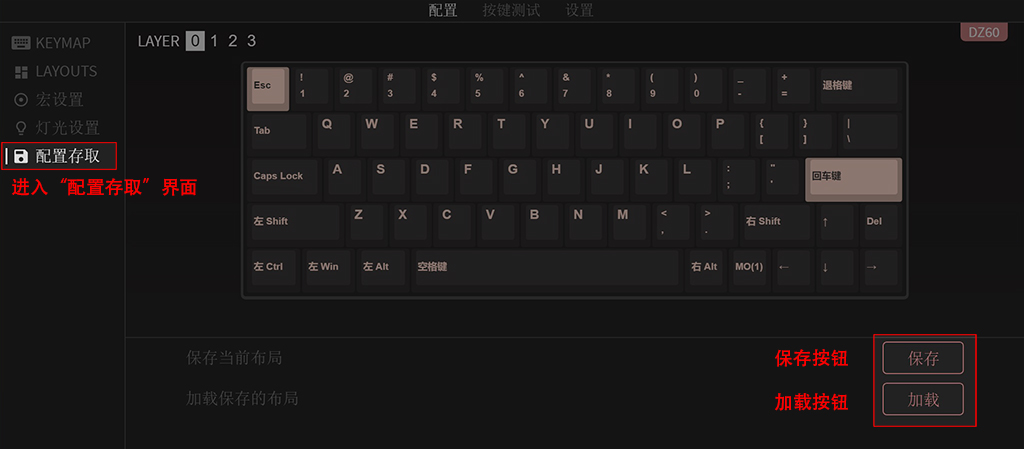 配置 按键测试 设置
DZ60
KEYMAP
LAYOUTS
宏设置
灯光设置
配置存取
进入“配置存取”界面
LAYER 0 1 2 3
Esc ! 1 @ 2 # 3 $ 4 % 5 ^ 6 & 7 * 8 ( 9 ) 0 _ - + = 退格键
Tab Q W E R T Y U I O P { [ } ] | \
Caps Lock A S D F G H J K L : ; " ' 回车键
左 Shift Z X C V B N M < , > . 右 Shift ↑ Del
左 Ctrl 左 Win 左 Alt 空格键 右 Alt MO(1) ← ↓ →
保存当前布局 保存按钮 保存
加载保存的布局 加载按钮 加载